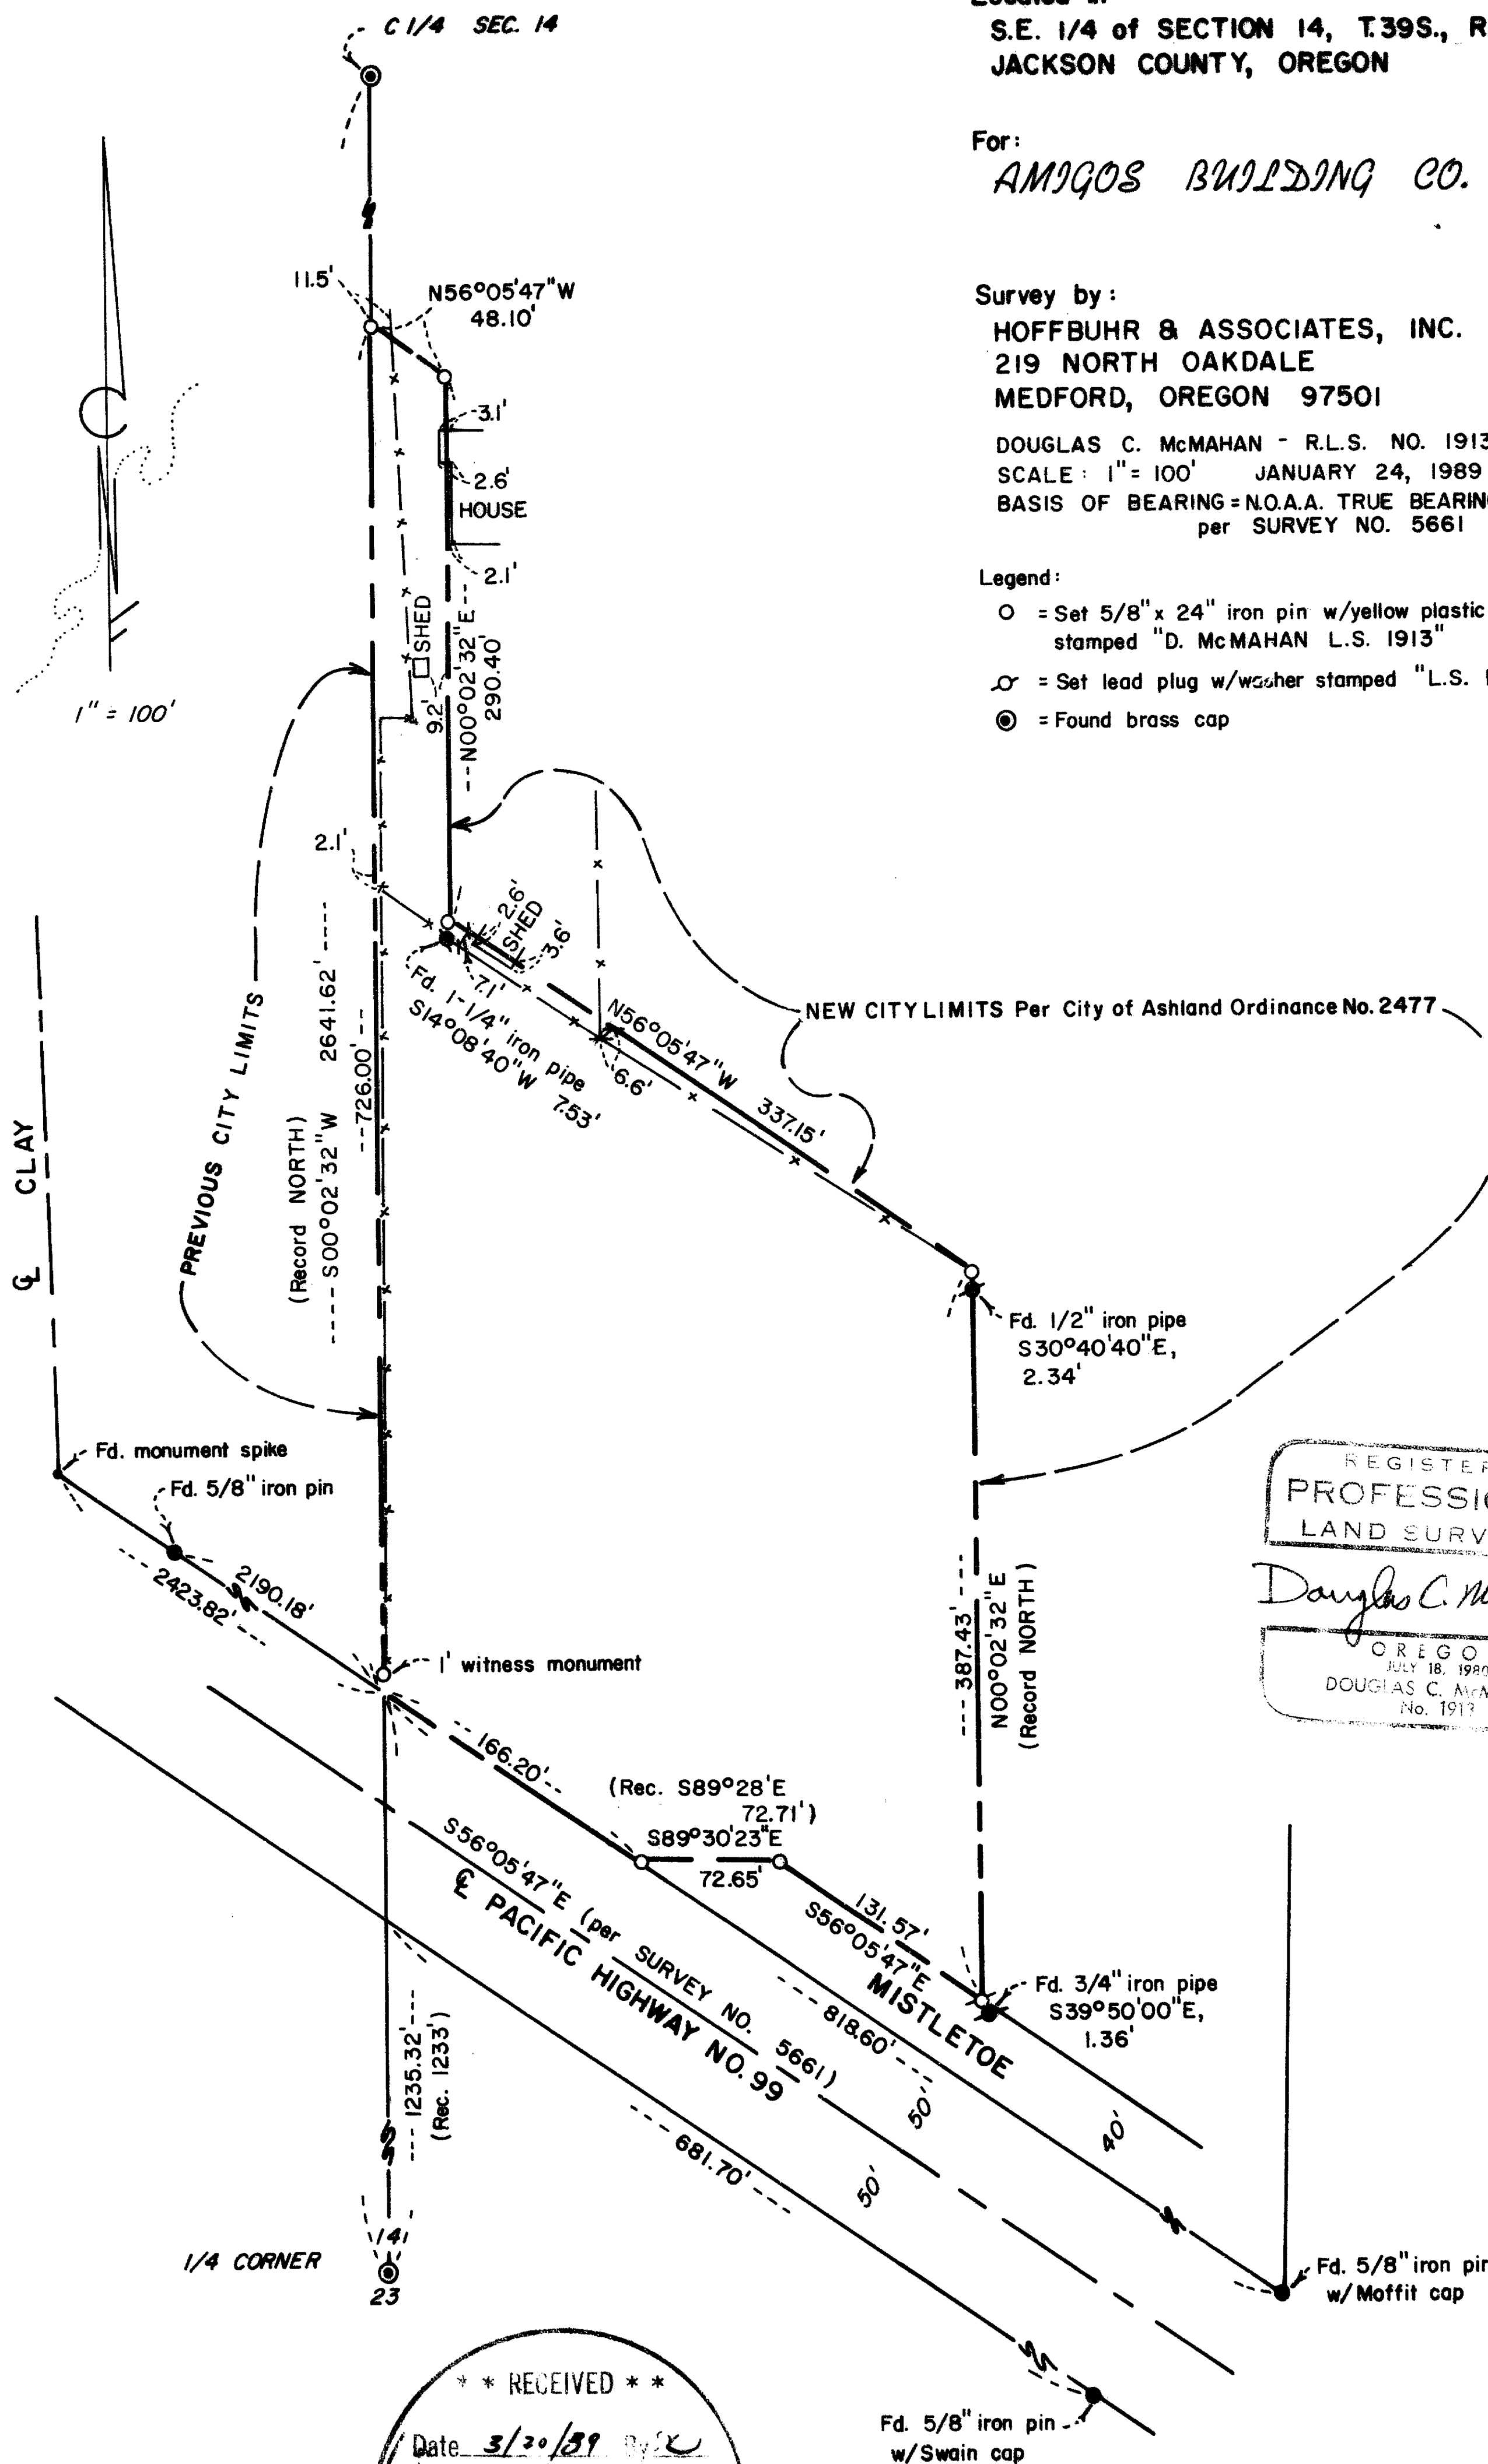 Located in
S.E. 1/4 of SECTION 14, T.39S., R
JACKSON COUNTY, OREGON
For:
AMIGOS BUILDING CO.
Survey by:
HOFFBUHR & ASSOCIATES, INC.
219 NORTH OAKDALE
MEDFORD, OREGON 97501
DOUGLAS C. McMAHAN - R.L.S. NO. 1913
SCALE: 1"= 100' JANUARY 24, 1989
BASIS OF BEARING = N.O.A.A. TRUE BEARING
per SURVEY NO. 5661
Legend:
= Set 5/8" x 24" iron pin w/yellow plastic
stamped "D. McMAHAN L.S. 1913"
= Set lead plug w/washer stamped "L.S.
= Found brass cap
C 1/4 SEC. 14
11.5'
N56°05'47"W
48.10'
3.1'
2.6'
HOUSE
2.1'
SHED
N00°02'32"E
290.40'
9.2'
1" = 100'
2.1'
2.6'
SHED
3.6'
7.1'
Fd. 1-1/4" iron pipe
S14°08'40"W 7.53'
6.6'
N56°05'47"W 337.15'
NEW CITY LIMITS Per City of Ashland Ordinance No. 2477
PREVIOUS CITY LIMITS
(Record NORTH)
S00°02'32"W 2641.62'
726.00'
℄ CLAY
Fd. 1/2" iron pipe
S30°40'40"E,
2.34'
Fd. monument spike
Fd. 5/8" iron pin
2190.18'
2423.82'
1' witness monument
387.43'
N00°02'32"E
(Record NORTH)
REGISTER
PROFESSI
LAND SURV
Douglas C. M
OREGO
JULY 18, 1980
DOUGLAS C. McM
No. 1913
166.20'
(Rec. S89°28'E
72.71')
S89°30'23"E
72.65'
131.57'
S56°05'47"E
MISTLETOE
S56°05'47"E (per SURVEY NO. 5661)
℄ PACIFIC HIGHWAY NO. 99
818.60'
Fd. 3/4" iron pipe
S39°50'00"E,
1.36'
50'
40'
50'
681.70'
1235.32'
(Rec. 1233')
14
1/4 CORNER
23
Fd. 5/8" iron pin
w/Moffit cap
Fd. 5/8" iron pin
w/Swain cap
* * RECEIVED * *
Date 3/20/89 By